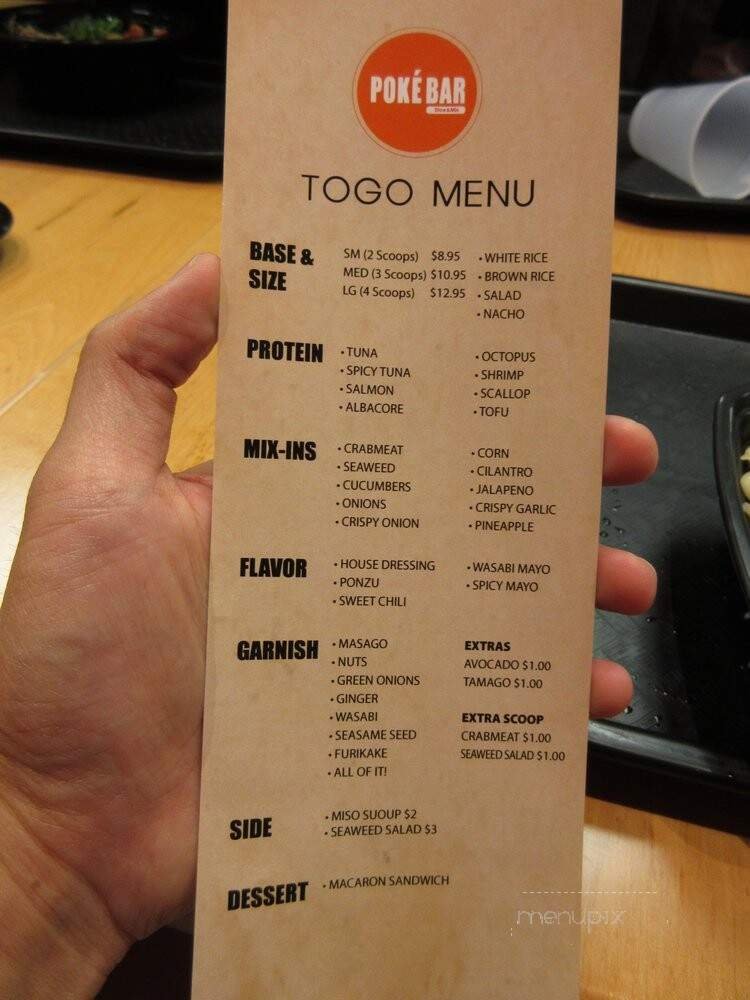 POKÉ BAR
Dice & Mix
TOGO MENU
BASE & SIZE
SM (2 Scoops) $8.95
MED (3 Scoops) $10.95
LG (4 Scoops) $12.95
• WHITE RICE
• BROWN RICE
• SALAD
• NACHO
PROTEIN
• TUNA
• SPICY TUNA
• SALMON
• ALBACORE
• OCTOPUS
• SHRIMP
• SCALLOP
• TOFU
MIX-INS
• CRABMEAT
• SEAWEED
• CUCUMBERS
• ONIONS
• CRISPY ONION
• CORN
• CILANTRO
• JALAPENO
• CRISPY GARLIC
• PINEAPPLE
FLAVOR
• HOUSE DRESSING
• PONZU
• SWEET CHILI
• WASABI MAYO
• SPICY MAYO
GARNISH
• MASAGO
• NUTS
• GREEN ONIONS
• GINGER
• WASABI
• SEASAME SEED
• FURIKAKE
• ALL OF IT!
EXTRAS
AVOCADO $1.00
TAMAGO $1.00
EXTRA SCOOP
CRABMEAT $1.00
SEAWEED SALAD $1.00
SIDE
• MISO SUOUP $2
• SEAWEED SALAD $3
DESSERT
• MACARON SANDWICH
menupix